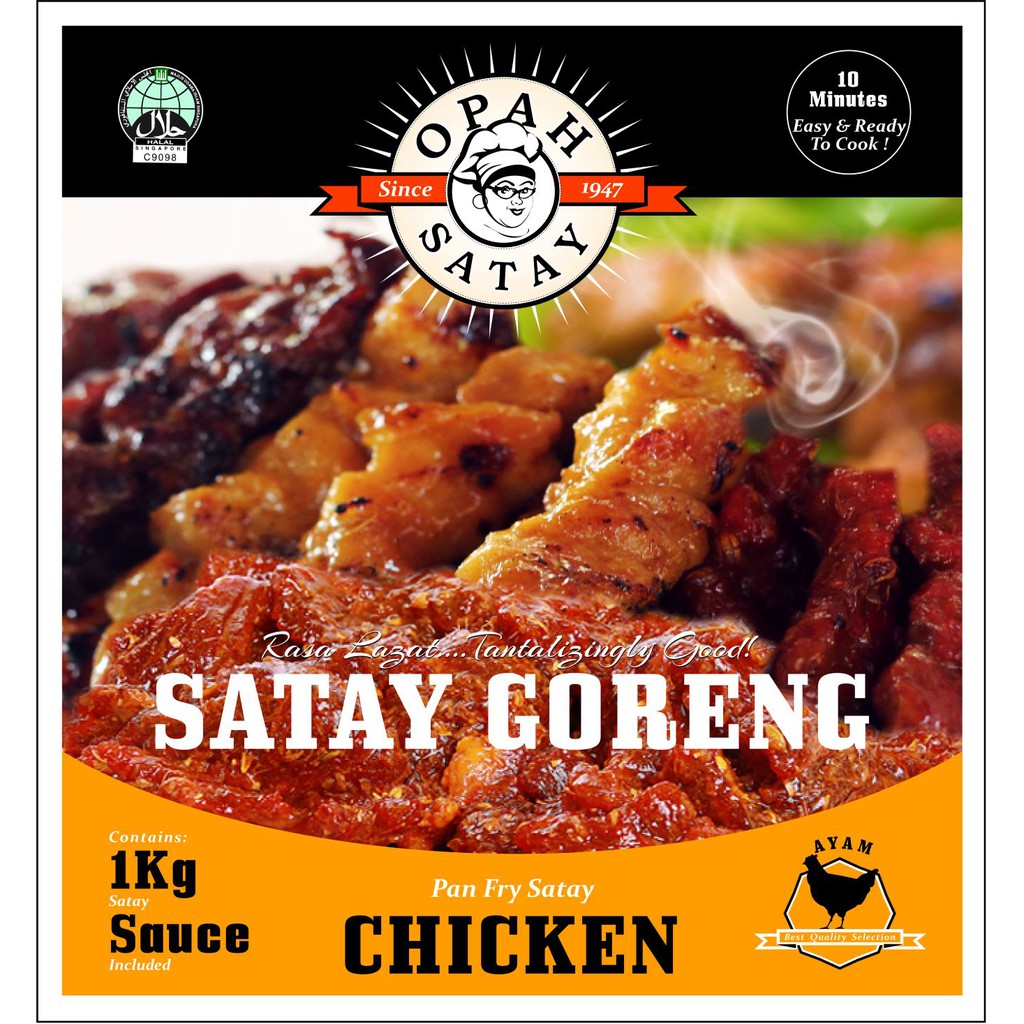 حلال
HALAL
SINGAPORE
C9098
OPAH
Since 1947
SATAY
10
Minutes
Easy & Ready
To Cook !
Rasa Lazat...Tantalizingly Good!
SATAY GORENG
Contains:
1Kg
Satay
Sauce
Included
Pan Fry Satay
CHICKEN
AYAM
Best Quality Selection